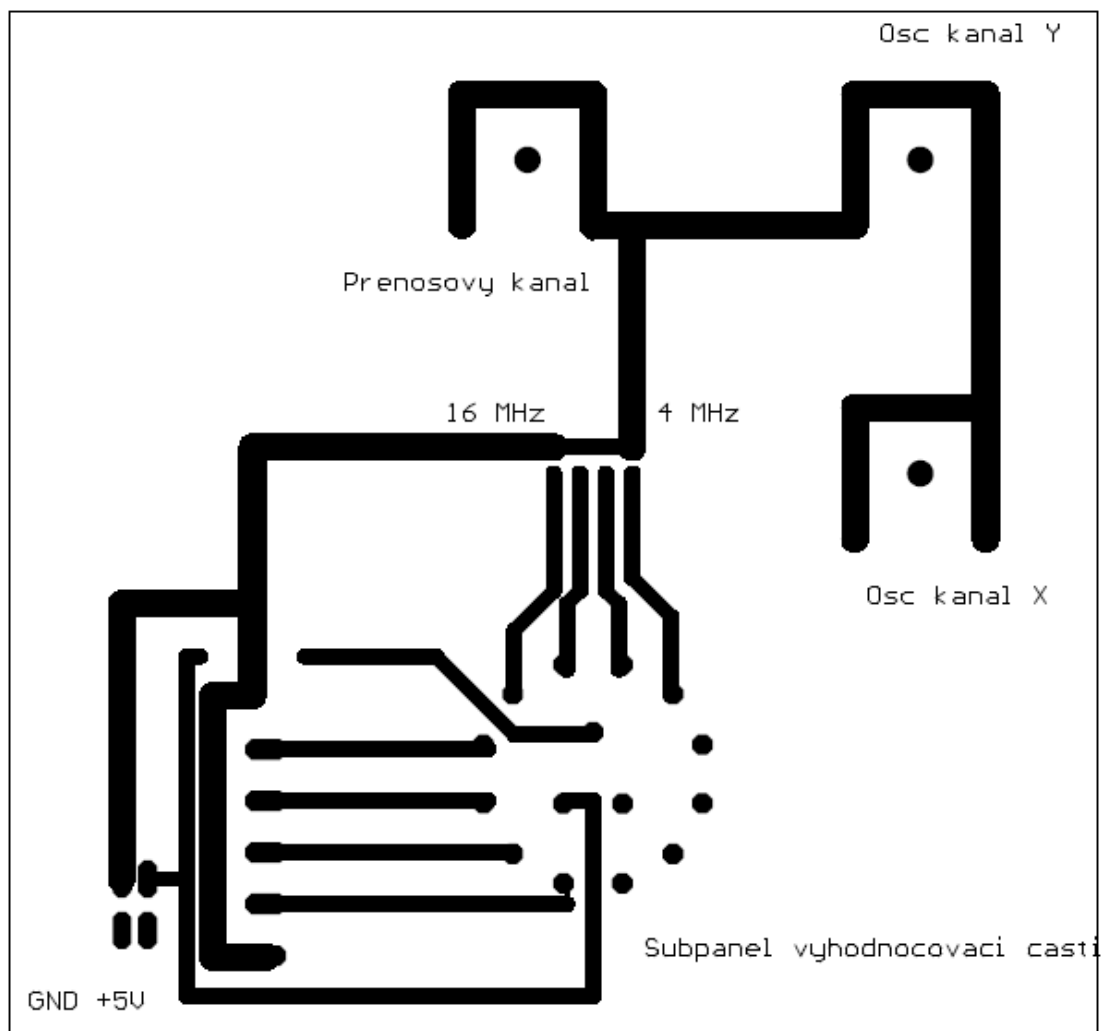 Osc kanal Y
Prenosovy kanal
16 MHz
4 MHz
Osc kanal X
Subpanel vyhodnocovaci casti
GND +5V